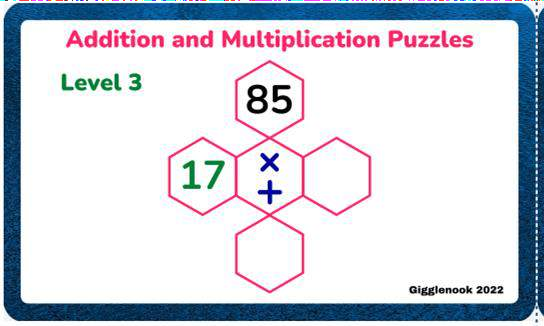 Addition and Multiplication Puzzles
Level 3
85
17
×
+
Gigglenook 2022